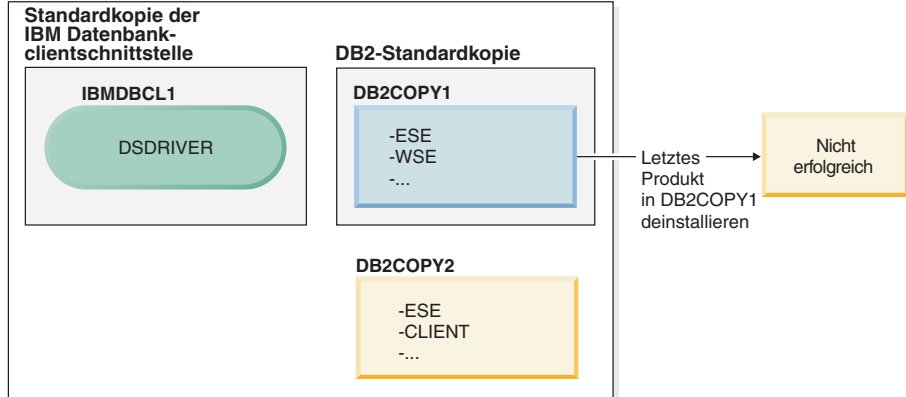 Standardkopie der
IBM Datenbank-
clientschnittstelle
IBMDBCL1
DSDRIVER
DB2-Standardkopie
DB2COPY1
-ESE
-WSE
-...
Letztes
Produkt
in DB2COPY1
deinstallieren
Nicht
erfolgreich
DB2COPY2
-ESE
-CLIENT
-...